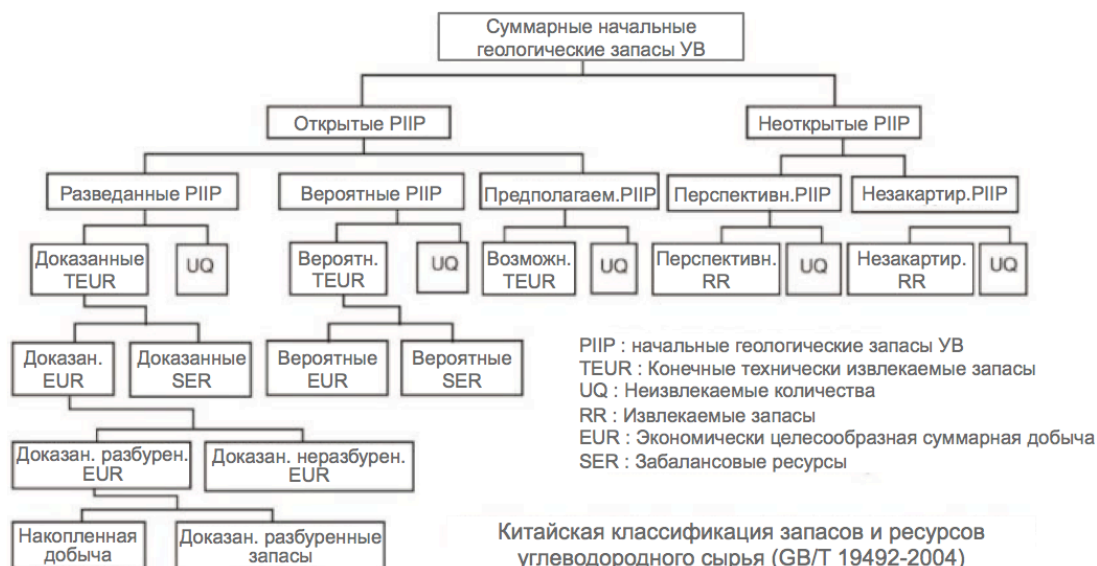 Суммарные начальные
геологические запасы УВ
Открытые PIIP
Неоткрытые PIIP
Разведанные PIIP
Вероятные PIIP
Предполагаем.PIIP
Перспективн.PIIP
Незакартир.PIIP
Доказанные
TEUR
UQ
Вероятн.
TEUR
UQ
Возможн.
TEUR
UQ
Перспективн.
RR
UQ
Незакартир.
RR
UQ
Доказан.
EUR
Доказанные
SER
Вероятные
EUR
Вероятные
SER
PIIP : начальные геологические запасы УВ
TEUR : Конечные технически извлекаемые запасы
UQ : Неизвлекаемые количества
RR : Извлекаемые запасы
EUR : Экономически целесообразная суммарная добыча
SER : Забалансовые ресурсы
Доказан. разбурен.
EUR
Доказан. неразбурен.
EUR
Накопленная
добыча
Доказан. разбуренные
запасы
Китайская классификация запасов и ресурсов
углеводородного сырья (GB/T 19492-2004)